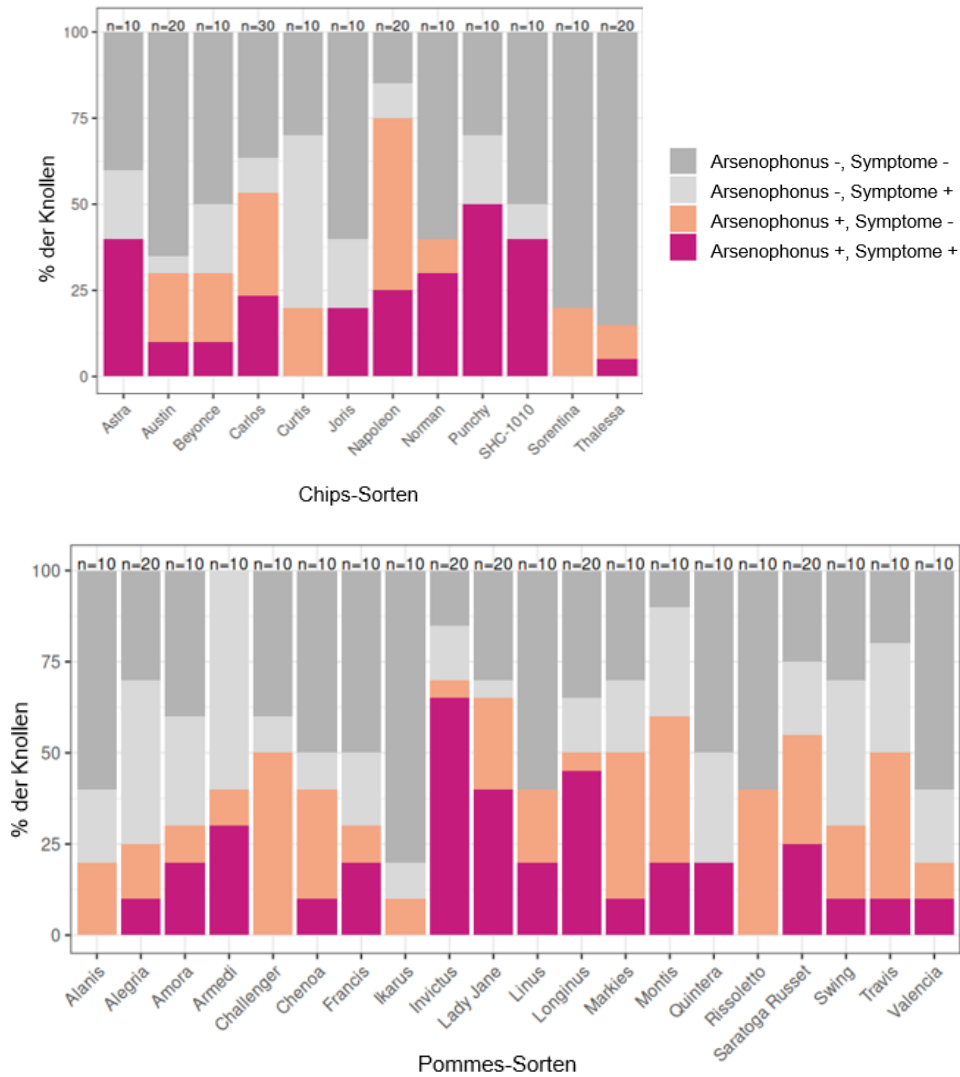 n=10 n=20 n=10 n=30 n=10 n=10 n=20 n=10 n=10 n=10 n=10 n=20
100
75
50
25
0
% der Knollen
Astra Austin Beyonce Carlos Curtis Joris Napoleon Norman Punchy SHC-1010 Sorentina Thalessa
Chips-Sorten
Arsenophonus -, Symptome -
Arsenophonus -, Symptome +
Arsenophonus +, Symptome -
Arsenophonus +, Symptome +
n=10 n=20 n=10 n=10 n=10 n=10 n=10 n=10 n=20 n=20 n=10 n=20 n=10 n=10 n=10 n=10 n=20 n=10 n=10 n=10
100
75
50
25
0
% der Knollen
Alanis Alegria Amora Armedi Challenger Chenoa Francis Ikarus Invictus Lady Jane Linus Longinus Markies Montis Quintera Rissoletto Saratoga Russet Swing Travis Valencia
Pommes-Sorten